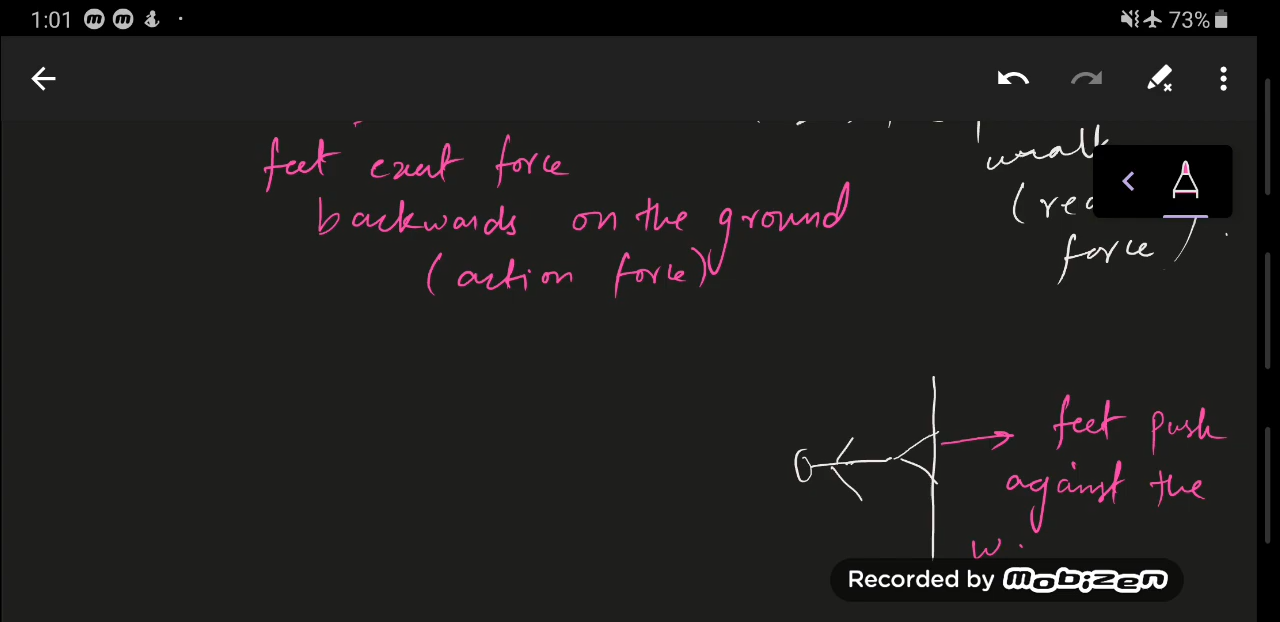 1:01
73%
feet exert force
backwards on the ground
(action force)
wall
force)
feet push
against the
w
Recorded by mobizen